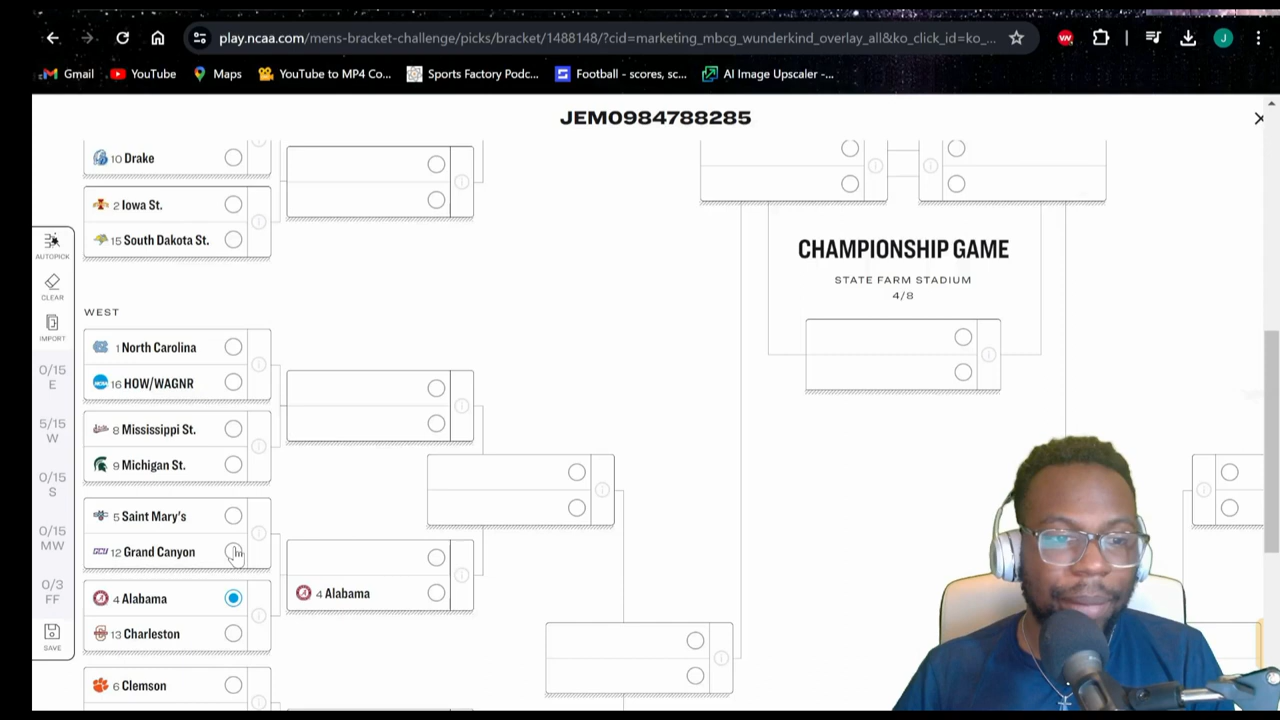 play.ncaa.com/mens-bracket-challenge/picks/bracket/1488148/?cid=marketing_mbcg_wunderkind_overlay_all&ko_click_id=ko_...
VN
J
Gmail
YouTube
Maps
YouTube to MP4 Co...
Sports Factory Podc...
Football - scores, sc...
AI Image Upscaler -...
JEM0984788285
10 Drake
2 Iowa St.
15 South Dakota St.
AUTOPICK
CLEAR
IMPORT
0/15
E
5/15
W
0/15
S
0/15
MW
0/3
FF
SAVE
WEST
1 North Carolina
16 HOW/WAGNR
8 Mississippi St.
9 Michigan St.
5 Saint Mary's
GCU 12 Grand Canyon
4 Alabama
13 Charleston
6 Clemson
4 Alabama
CHAMPIONSHIP GAME
STATE FARM STADIUM
4/8